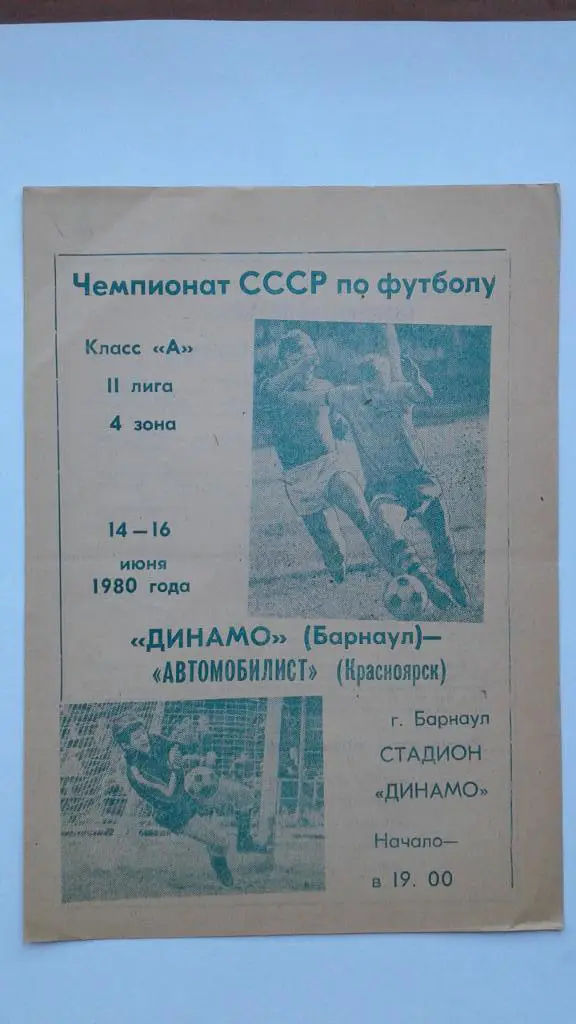 Чемпионат СССР по футболу
Класс «А»
II лига
4 зона
14—16
июня
1980 года
«ДИНАМО» (Барнаул)—
«АВТОМОБИЛИСТ» (Красноярск)
г. Барнаул
СТАДИОН
«ДИНАМО»
Начало—
в 19. 00